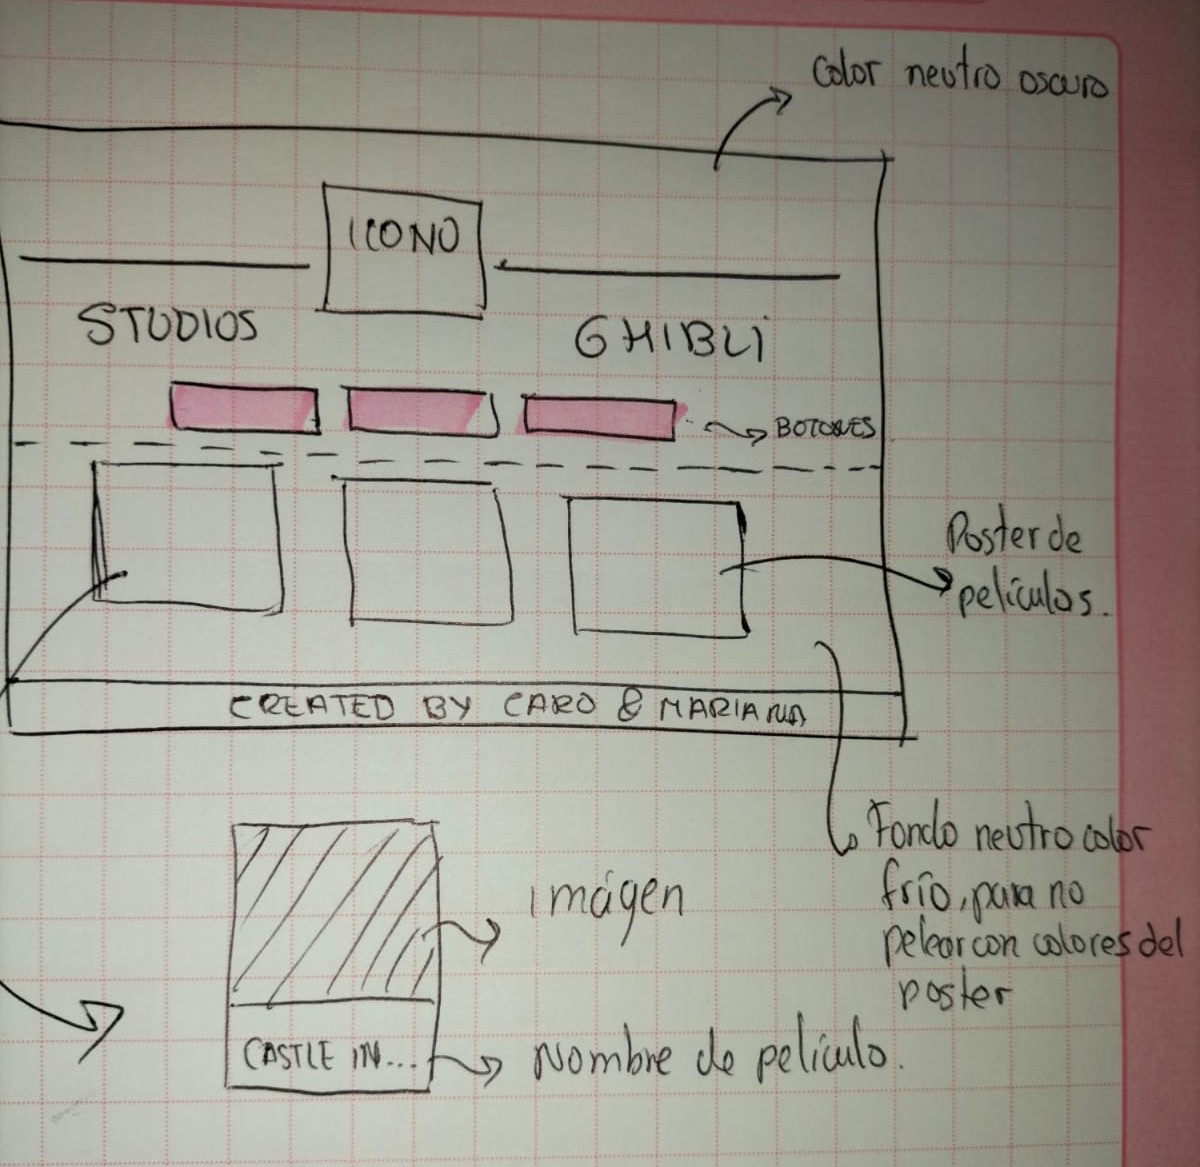 Color neutro oscuro
ICONO
STUDIOS
GHIBLI
BOTONES
Poster de
películas.
CREATED BY CARO & MARIANA
Fondo neutro color
frío, para no
pelear con colores del
poster
imágen
CASTLE IN...
Nombre de película.